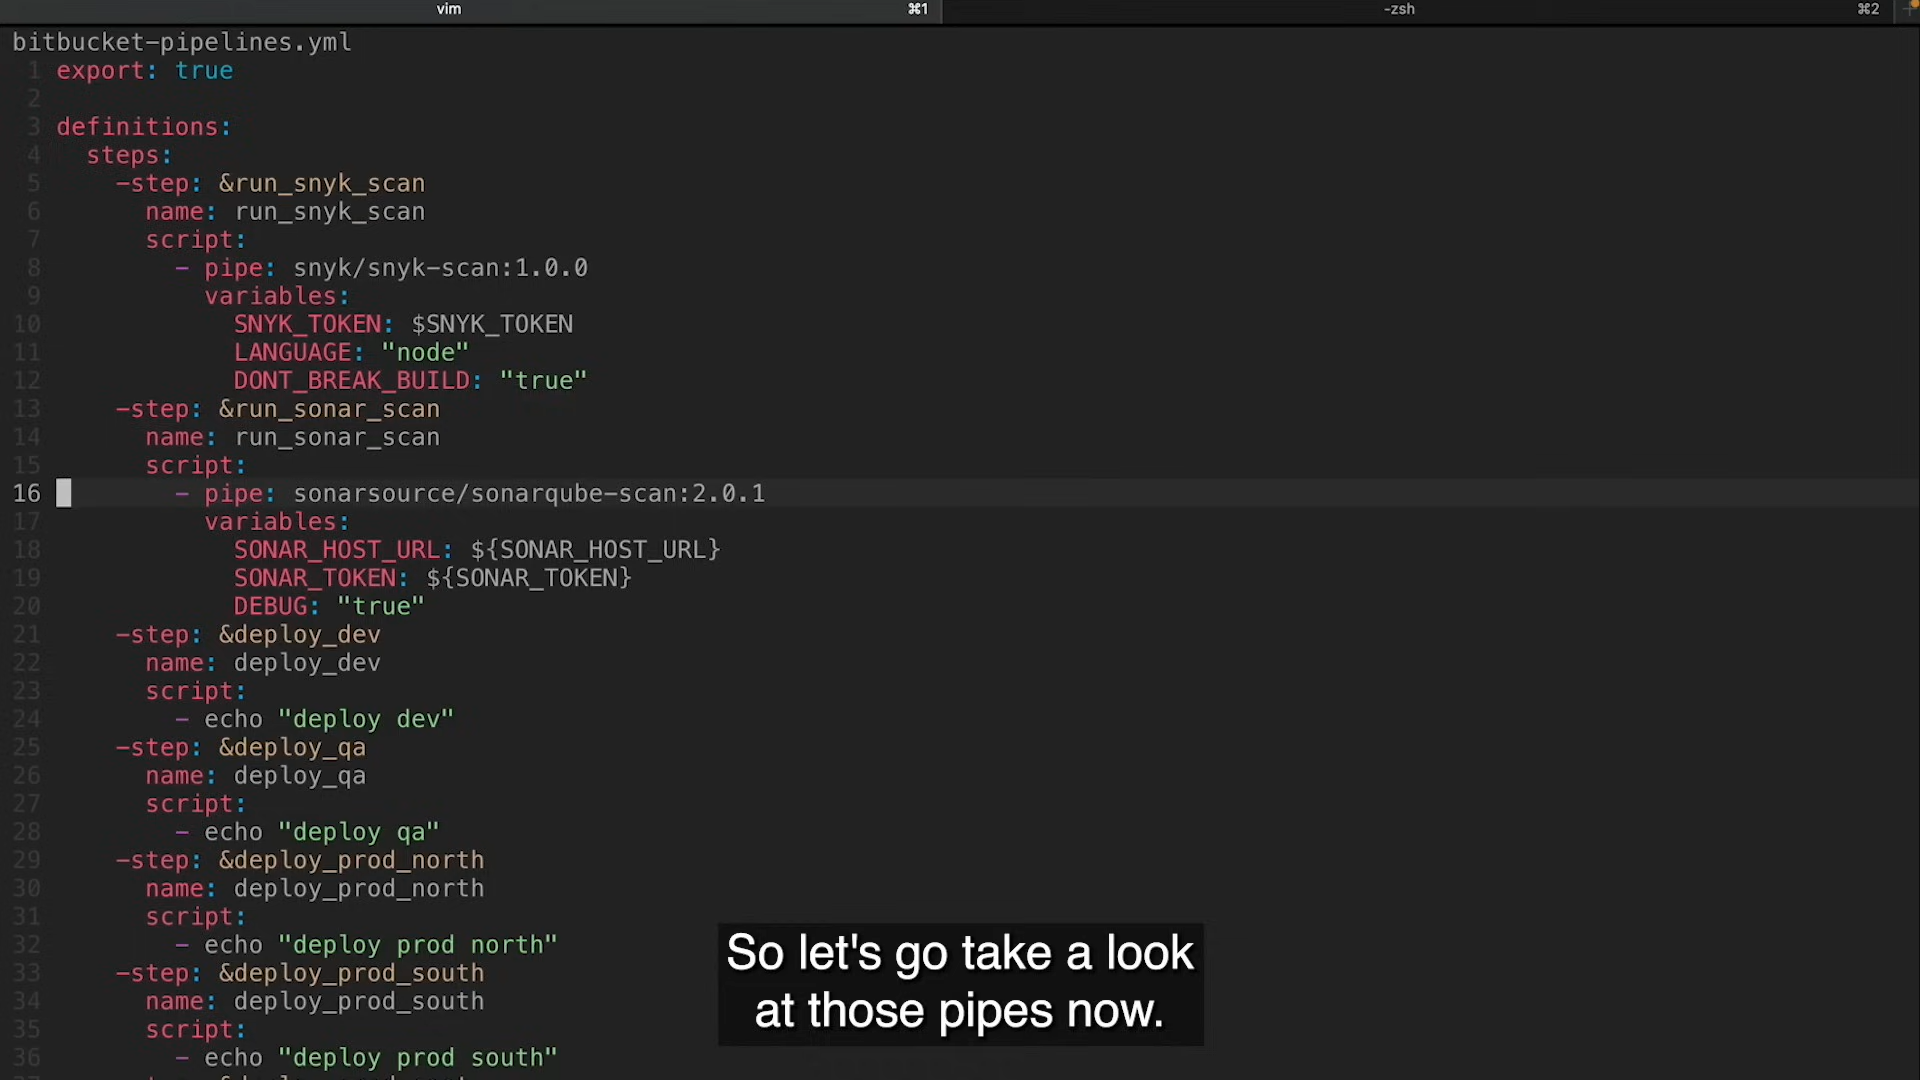 vim ⌘1 -zsh ⌘2
bitbucket-pipelines.yml
1 export: true
2
3 definitions:
4   steps:
5     -step: &run_snyk_scan
6       name: run_snyk_scan
7       script:
8         - pipe: snyk/snyk-scan:1.0.0
9           variables:
10             SNYK_TOKEN: $SNYK_TOKEN
11             LANGUAGE: "node"
12             DONT_BREAK_BUILD: "true"
13     -step: &run_sonar_scan
14       name: run_sonar_scan
15       script:
16         - pipe: sonarsource/sonarqube-scan:2.0.1
17           variables:
18             SONAR_HOST_URL: ${SONAR_HOST_URL}
19             SONAR_TOKEN: ${SONAR_TOKEN}
20             DEBUG: "true"
21     -step: &deploy_dev
22       name: deploy_dev
23       script:
24         - echo "deploy dev"
25     -step: &deploy_qa
26       name: deploy_qa
27       script:
28         - echo "deploy qa"
29     -step: &deploy_prod_north
30       name: deploy_prod_north
31       script:
32         - echo "deploy prod north"
33     -step: &deploy_prod_south
34       name: deploy_prod_south
35       script:
36         - echo "deploy prod south"
So let's go take a look
at those pipes now.